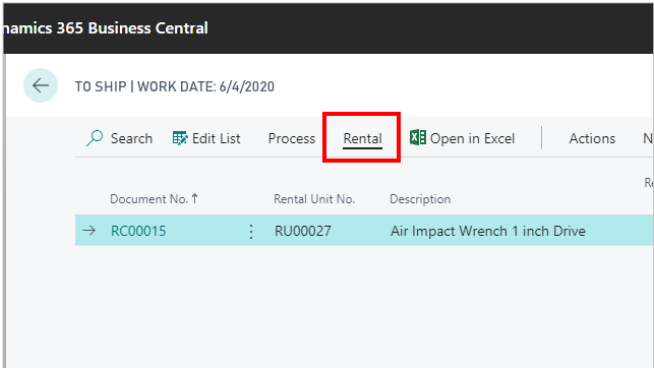 namics 365 Business Central
TO SHIP | WORK DATE: 6/4/2020
Search Edit List Process Rental Open in Excel Actions N
Re
Document No. ↑ Rental Unit No. Description
→ RC00015 ⋮ RU00027 Air Impact Wrench 1 inch Drive